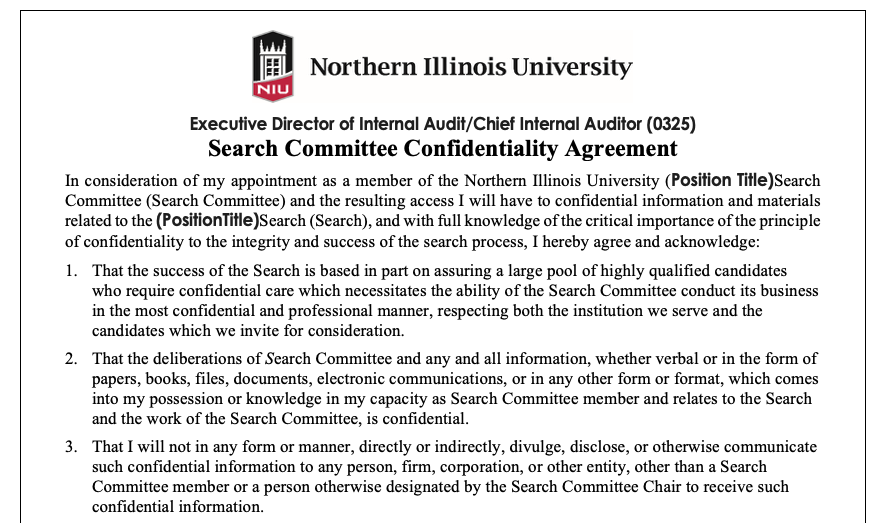 NIU
Northern Illinois University
Executive Director of Internal Audit/Chief Internal Auditor (0325)
Search Committee Confidentiality Agreement
In consideration of my appointment as a member of the Northern Illinois University (Position Title)Search
Committee (Search Committee) and the resulting access I will have to confidential information and materials
related to the (PositionTitle)Search (Search), and with full knowledge of the critical importance of the principle
of confidentiality to the integrity and success of the search process, I hereby agree and acknowledge:
1. That the success of the Search is based in part on assuring a large pool of highly qualified candidates
who require confidential care which necessitates the ability of the Search Committee conduct its business
in the most confidential and professional manner, respecting both the institution we serve and the
candidates which we invite for consideration.
2. That the deliberations of Search Committee and any and all information, whether verbal or in the form of
papers, books, files, documents, electronic communications, or in any other form or format, which comes
into my possession or knowledge in my capacity as Search Committee member and relates to the Search
and the work of the Search Committee, is confidential.
3. That I will not in any form or manner, directly or indirectly, divulge, disclose, or otherwise communicate
such confidential information to any person, firm, corporation, or other entity, other than a Search
Committee member or a person otherwise designated by the Search Committee Chair to receive such
confidential information.